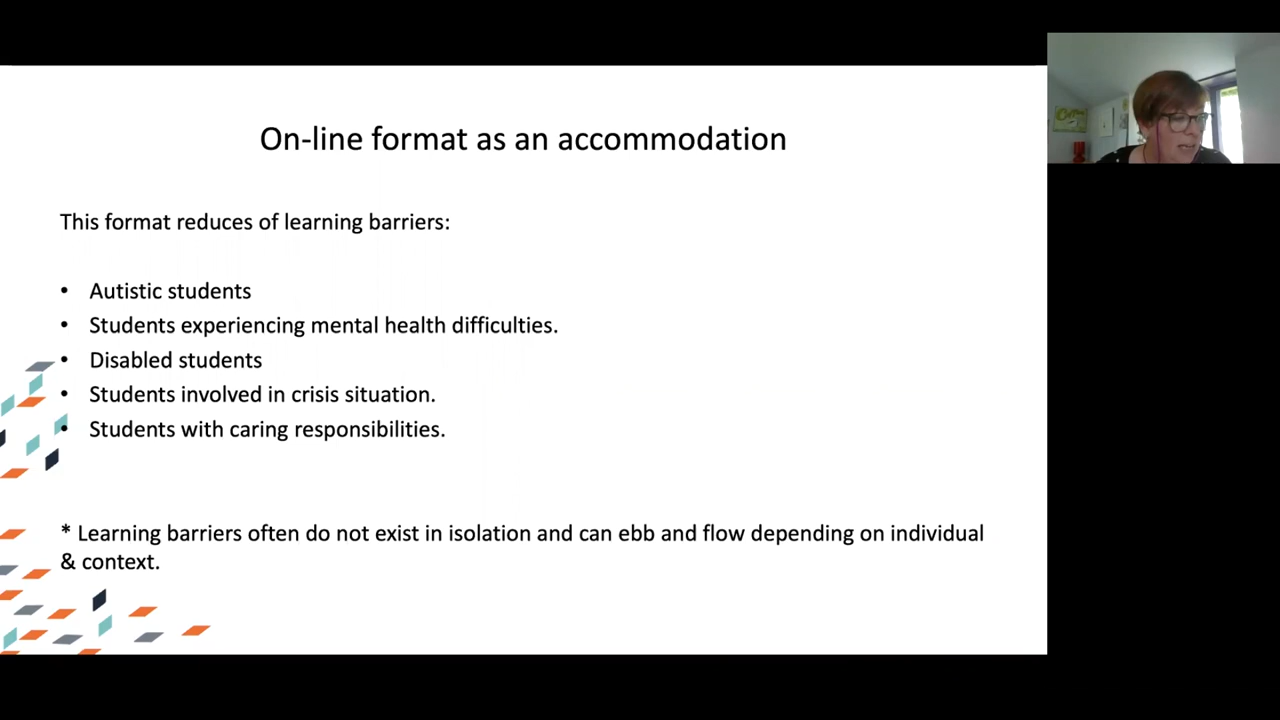 On-line format as an accommodation
This format reduces of learning barriers:
• Autistic students
• Students experiencing mental health difficulties.
• Disabled students
• Students involved in crisis situation.
• Students with caring responsibilities.
* Learning barriers often do not exist in isolation and can ebb and flow depending on individual
& context.